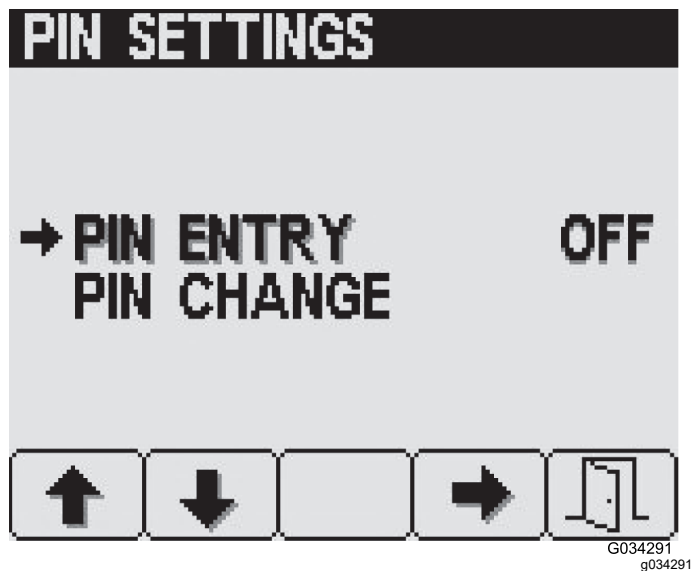 PIN SETTINGS
PIN ENTRY OFF
PIN CHANGE
G034291
g034291